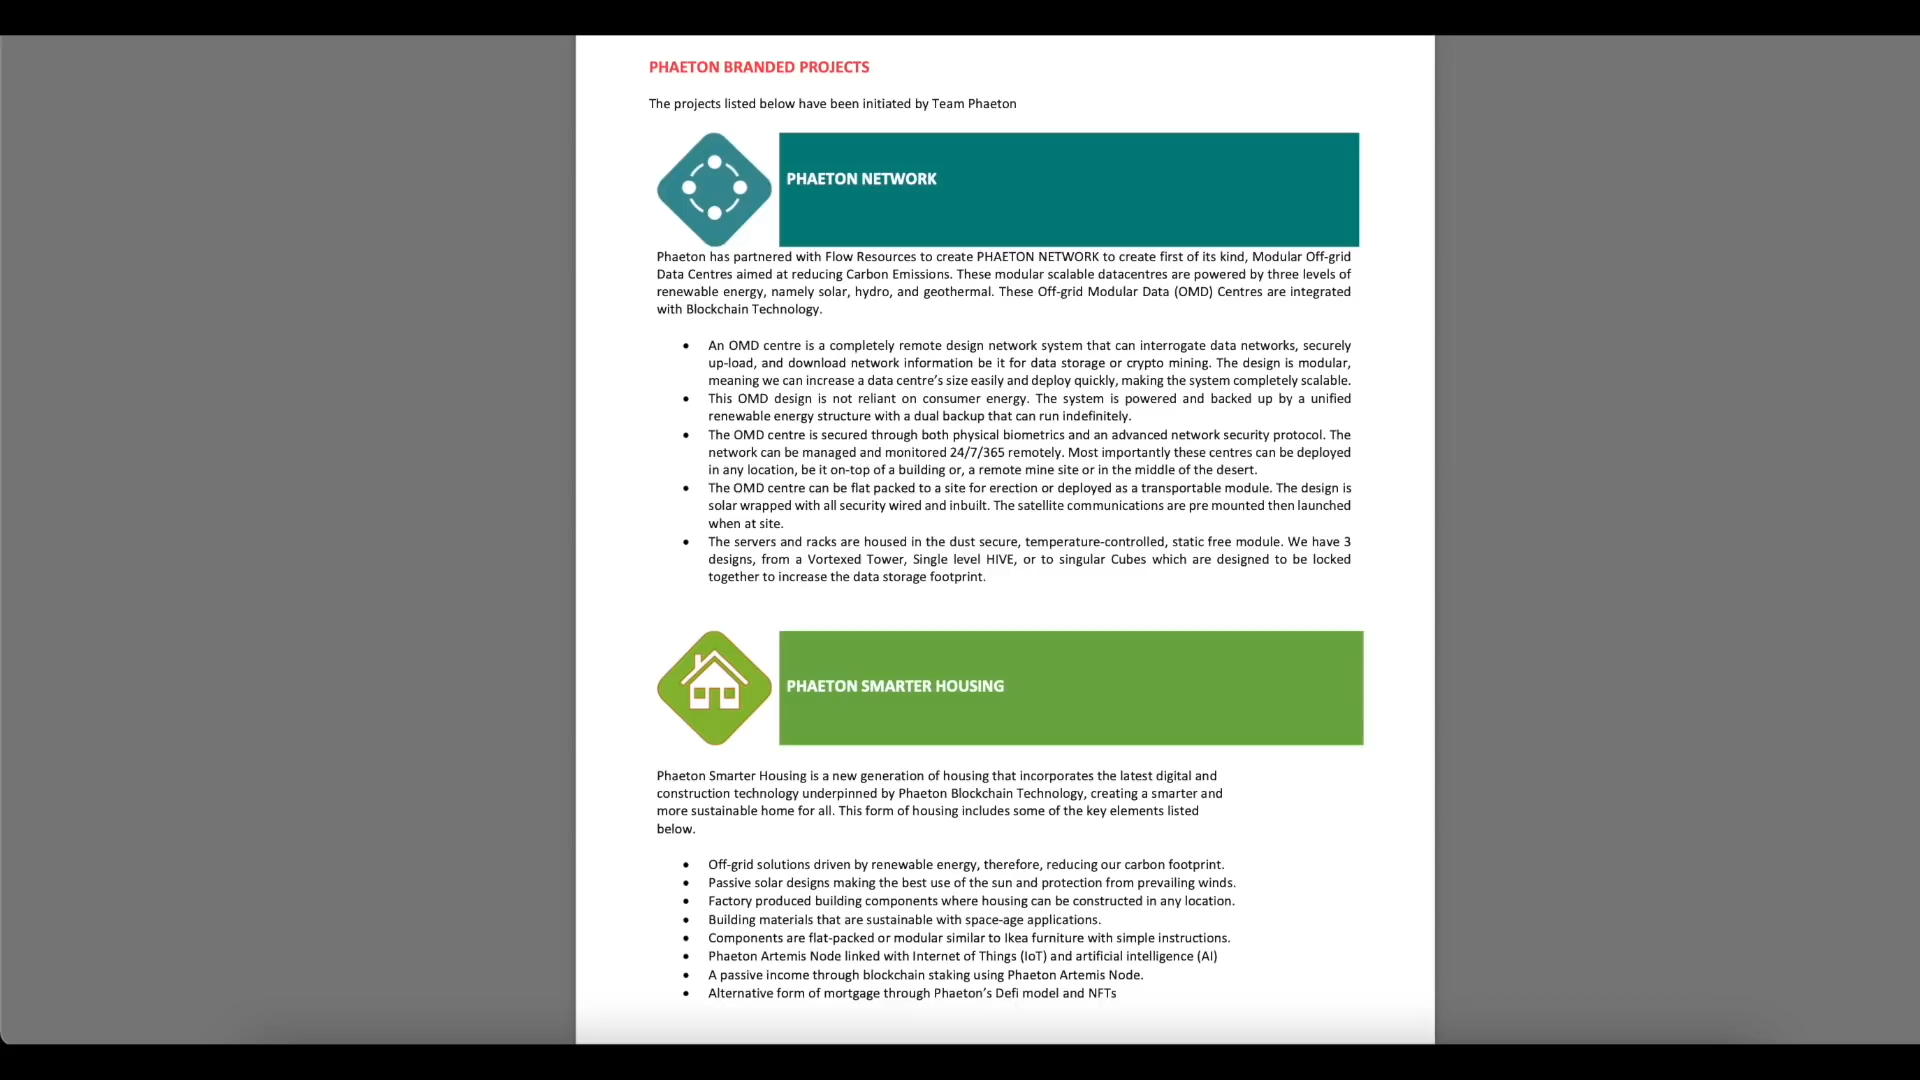 PHAETON BRANDED PROJECTS
The projects listed below have been initiated by Team Phaeton
PHAETON NETWORK
Phaeton has partnered with Flow Resources to create PHAETON NETWORK to create first of its kind, Modular Off-grid
Data Centres aimed at reducing Carbon Emissions. These modular scalable datacentres are powered by three levels of
renewable energy, namely solar, hydro, and geothermal. These Off-grid Modular Data (OMD) Centres are integrated
with Blockchain Technology.
• An OMD centre is a completely remote design network system that can interrogate data networks, securely
up-load, and download network information be it for data storage or crypto mining. The design is modular,
meaning we can increase a data centre’s size easily and deploy quickly, making the system completely scalable.
• This OMD design is not reliant on consumer energy. The system is powered and backed up by a unified
renewable energy structure with a dual backup that can run indefinitely.
• The OMD centre is secured through both physical biometrics and an advanced network security protocol. The
network can be managed and monitored 24/7/365 remotely. Most importantly these centres can be deployed
in any location, be it on-top of a building or, a remote mine site or in the middle of the desert.
• The OMD centre can be flat packed to a site for erection or deployed as a transportable module. The design is
solar wrapped with all security wired and inbuilt. The satellite communications are pre mounted then launched
when at site.
• The servers and racks are housed in the dust secure, temperature-controlled, static free module. We have 3
designs, from a Vortexed Tower, Single level HIVE, or to singular Cubes which are designed to be locked
together to increase the data storage footprint.
PHAETON SMARTER HOUSING
Phaeton Smarter Housing is a new generation of housing that incorporates the latest digital and
construction technology underpinned by Phaeton Blockchain Technology, creating a smarter and
more sustainable home for all. This form of housing includes some of the key elements listed
below.
• Off-grid solutions driven by renewable energy, therefore, reducing our carbon footprint.
• Passive solar designs making the best use of the sun and protection from prevailing winds.
• Factory produced building components where housing can be constructed in any location.
• Building materials that are sustainable with space-age applications.
• Components are flat-packed or modular similar to Ikea furniture with simple instructions.
• Phaeton Artemis Node linked with Internet of Things (IoT) and artificial intelligence (AI)
• A passive income through blockchain staking using Phaeton Artemis Node.
• Alternative form of mortgage through Phaeton’s Defi model and NFTs